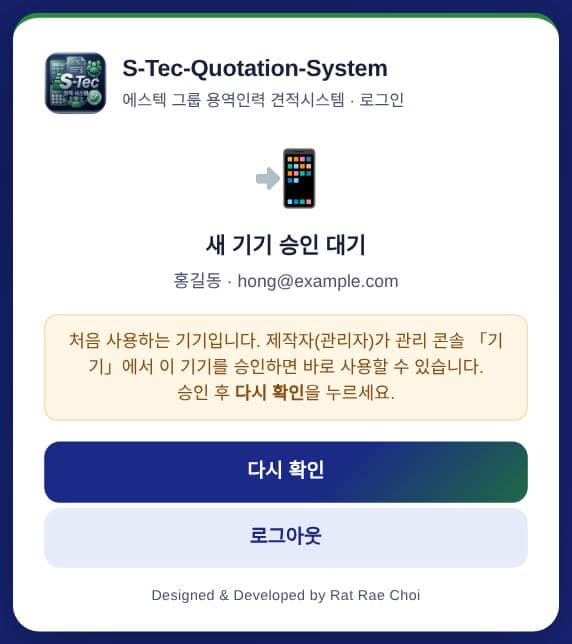 S-Tec-Quotation-System
에스텍 그룹 용역인력 견적시스템 · 로그인
S-Tec
새 기기 승인 대기
홍길동 · hong@example.com
처음 사용하는 기기입니다. 제작자(관리자)가 관리 콘솔 「기
기」에서 이 기기를 승인하면 바로 사용할 수 있습니다.
승인 후 다시 확인을 누르세요.
다시 확인
로그아웃
Designed & Developed by Rat Rae Choi